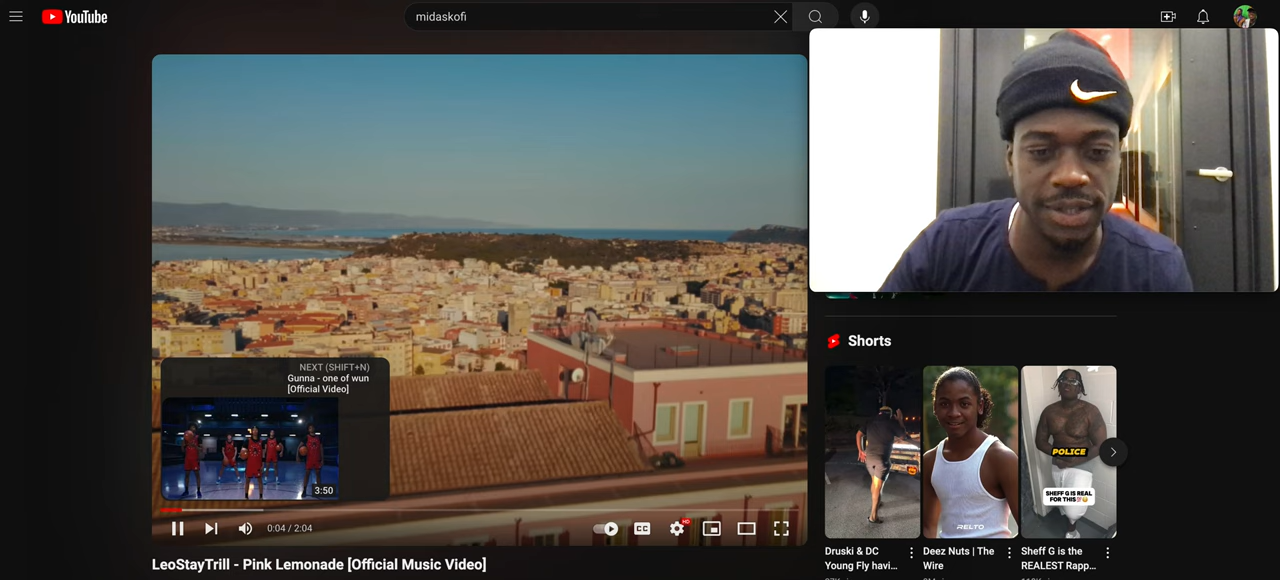 YouTube
midaskofi
NEXT (SHIFT+N)
Gunna - one of wun
[Official Video]
3:50
0:04 / 2:04
CC
HD
LeoStayTrill - Pink Lemonade [Official Music Video]
Shorts
RELTO
POLICE
SHEFF G IS REAL
FOR THIS
Druski & DC
Young Fly havi...
Deez Nuts | The
Wire
Sheff G is the
REALEST Rapp...